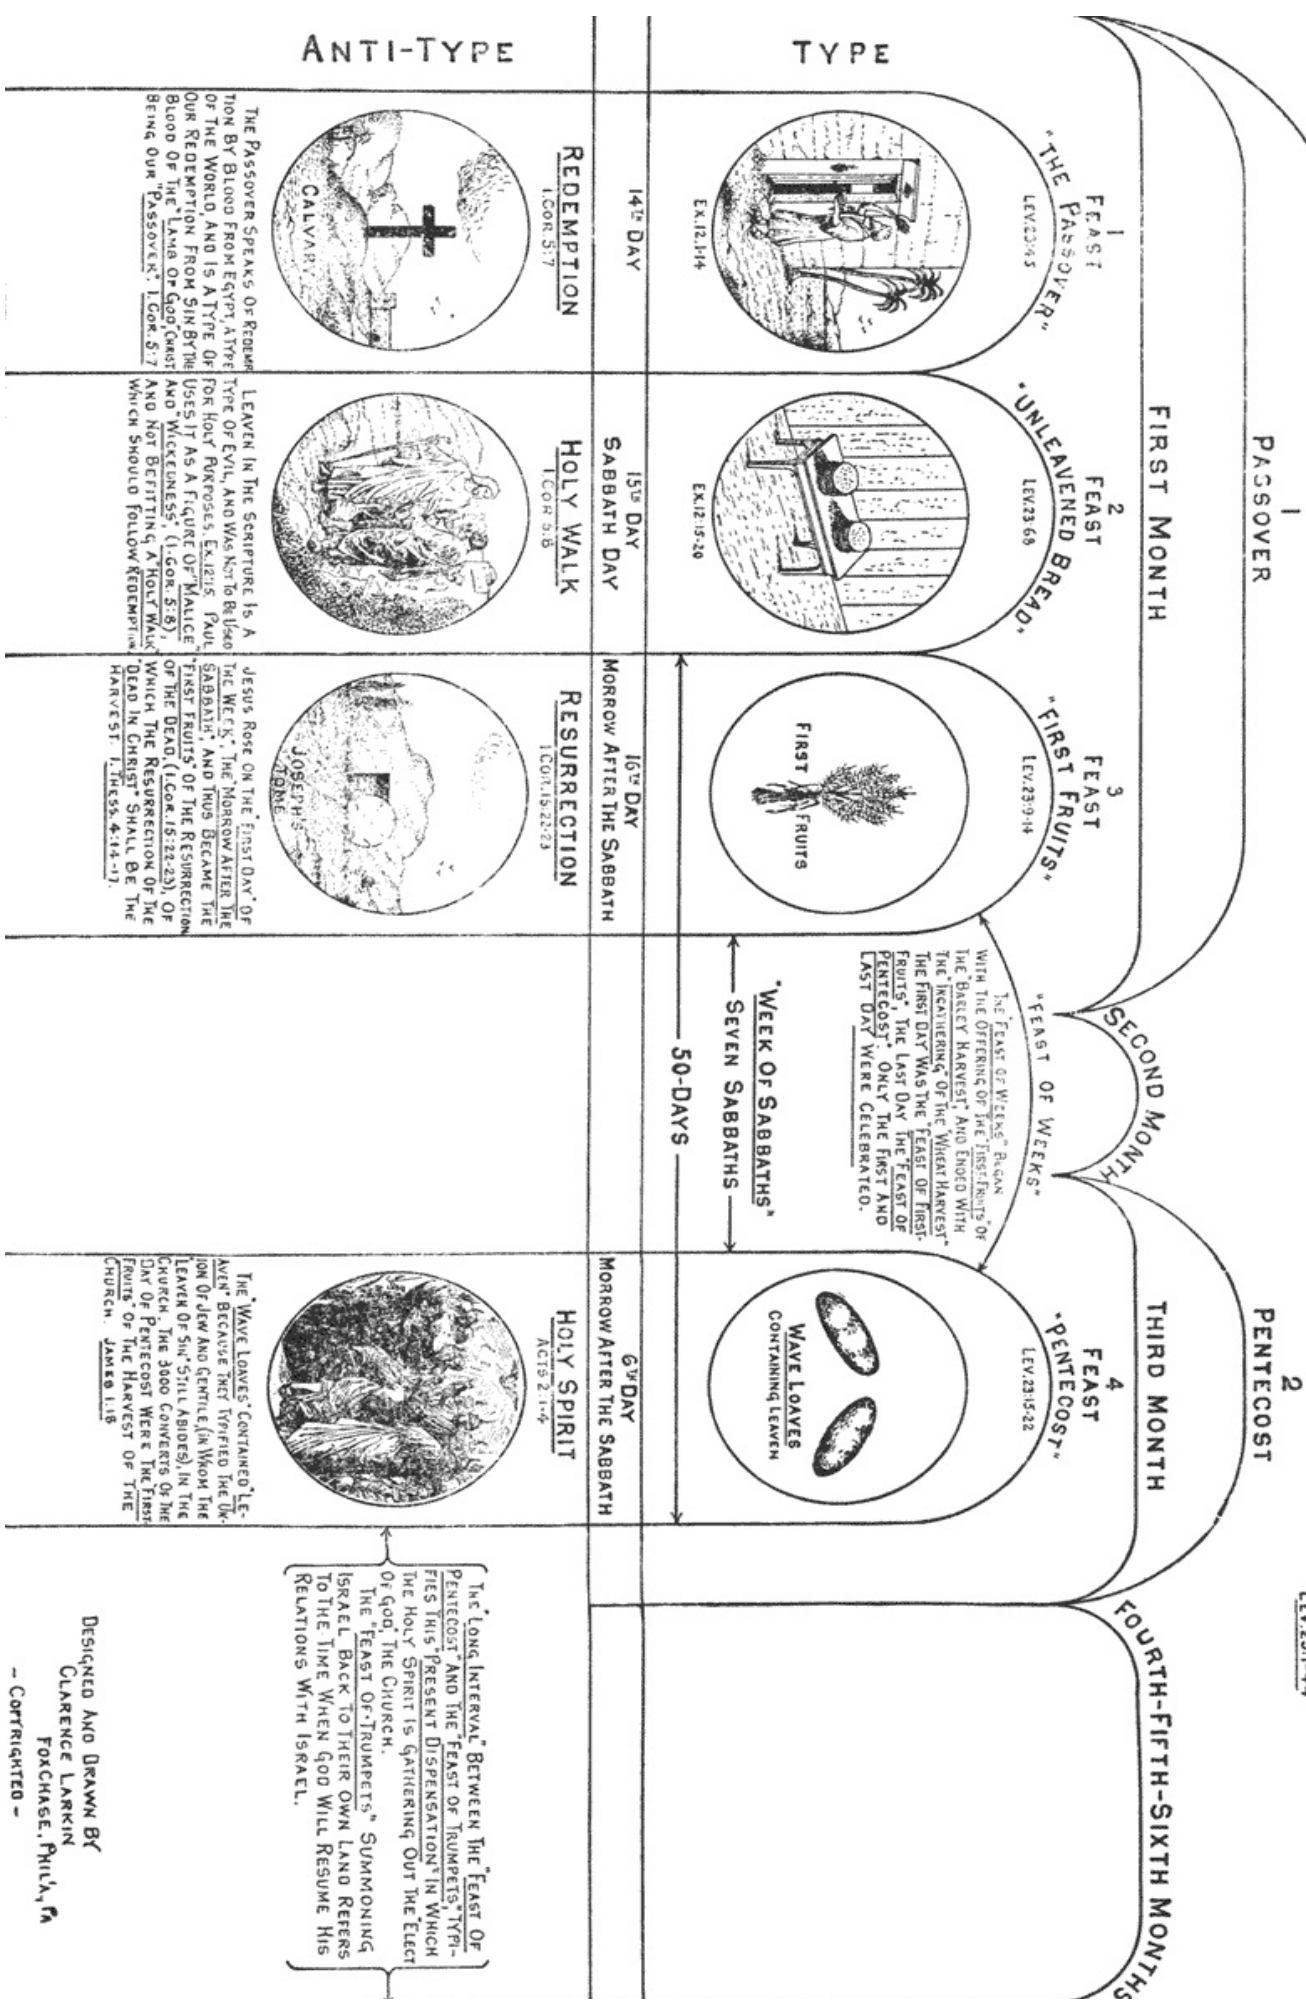 1
PASSOVER
2
PENTECOST
FIRST MONTH
SECOND MONTH
THIRD MONTH
FOURTH-FIFTH-SIXTH MONTHS
TYPE
1
FEAST
"THE PASSOVER"
LEV.23:4-5
EX.12:1-14
2
FEAST
"UNLEAVENED BREAD"
LEV.23:6-8
EX.12:15-20
3
FEAST
"FIRST FRUITS"
LEV.23:9-14
FIRST FRUITS
"FEAST OF WEEKS"
THE "FEAST OF WEEKS" BEGAN
WITH THE OFFERING OF THE "FIRST-FRUITS" OF
THE "BARLEY HARVEST", AND ENDED WITH
THE "INGATHERING" OF THE "WHEAT HARVEST"
THE FIRST DAY WAS THE "FEAST OF FIRST-
FRUITS", THE LAST DAY THE "FEAST OF
PENTECOST". ONLY THE FIRST AND
LAST DAY WERE CELEBRATED.
"WEEK OF SABBATHS"
SEVEN SABBATHS
50-DAYS
4
FEAST
"PENTECOST"
LEV.23:15-22
WAVE LOAVES
CONTAINING LEAVEN
14TH DAY
15TH DAY
SABBATH DAY
16TH DAY
MORROW AFTER THE SABBATH
6TH DAY
MORROW AFTER THE SABBATH
ANTI-TYPE
REDEMPTION
1.COR.5:7
CALVARY
THE PASSOVER SPEAKS OF REDEMP
TION BY BLOOD FROM EGYPT, A TYPE
OF THE WORLD, AND IS A TYPE OF
OUR REDEMPTION FROM SIN BY THE
BLOOD OF THE "LAMB OF GOD", CHRIST
BEING OUR "PASSOVER". 1.COR.5:7
HOLY WALK
1.COR.5:8
LEAVEN IN THE SCRIPTURE IS A
TYPE OF EVIL, AND WAS NOT TO BE USED
FOR HOLY PURPOSES. EX.12:15. PAUL
USES IT AS A FIGURE OF "MALICE"
AND "WICKEDNESS", (1.COR.5:8),
AND NOT BEFITTING A "HOLY WALK"
WHICH SHOULD FOLLOW REDEMPTION
RESURRECTION
1.COR.15:22-23
JOSEPH'S
TOMB
JESUS ROSE ON THE "FIRST DAY" OF
THE WEEK", THE "MORROW AFTER THE
SABBATH", AND THUS BECAME THE
"FIRST FRUITS" OF THE RESURRECTION
OF THE DEAD, (1.COR.15:22-23), OF
WHICH THE RESURRECTION OF THE
"DEAD IN CHRIST" SHALL BE THE
HARVEST. 1.THESS.4:14-17.
HOLY SPIRIT
ACTS 2:1-4
THE "WAVE LOAVES" CONTAINED "LE-
AVEN" BECAUSE THEY TYPIFIED THE UN-
ION OF JEW AND GENTILE, (IN WHOM THE
"LEAVEN OF SIN" STILL ABIDES), IN THE
CHURCH. THE 3000 CONVERTS OF THE
DAY OF PENTECOST WERE THE "FIRST-
FRUITS" OF THE HARVEST OF THE
CHURCH. JAMES 1:18
THE "LONG INTERVAL" BETWEEN THE "FEAST OF
PENTECOST" AND THE "FEAST OF TRUMPETS", TYPI-
FIES THIS "PRESENT DISPENSATION" IN WHICH
THE HOLY SPIRIT IS GATHERING OUT THE "ELECT
OF GOD", THE CHURCH.
THE "FEAST OF-TRUMPETS" SUMMONING
ISRAEL BACK TO THEIR OWN LAND REFERS
TO THE TIME WHEN GOD WILL RESUME HIS
RELATIONS WITH ISRAEL.
DESIGNED AND DRAWN BY
CLARENCE LARKIN
FOXCHASE, PHIL'A, PA
- COPYRIGHTED -